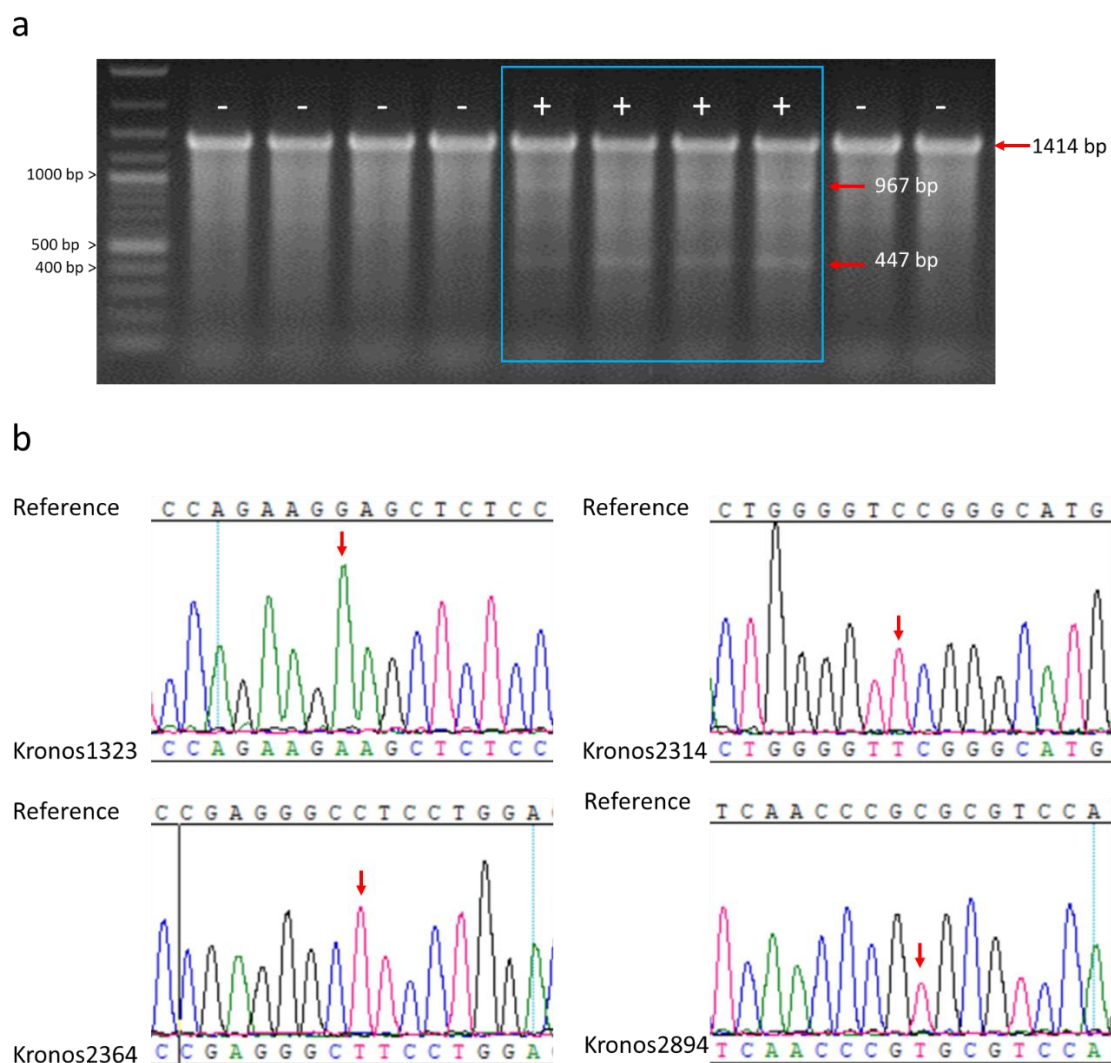 a
- - - - + + + + - -
1414 bp
1000 bp >
967 bp
500 bp >
400 bp >
447 bp
b
Reference
C C A G A A G G A G C T C T C C
Kronos1323
C C A G A A G A A G C T C T C C
Reference
C T G G G G T C C G G G C A T G
Kronos2314
C T G G G G T T C G G G C A T G
Reference
C C G A G G G C C T C C T G G A
Kronos2364
C C G A G G G C T T C C T G G A
Reference
T C A A C C C G C G C G T C C A
Kronos2894
T C A A C C C G T G C G T C C A